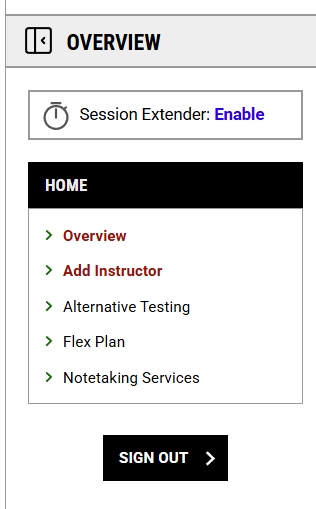 OVERVIEW
Session Extender: Enable
HOME
Overview
Add Instructor
Alternative Testing
Flex Plan
Notetaking Services
SIGN OUT